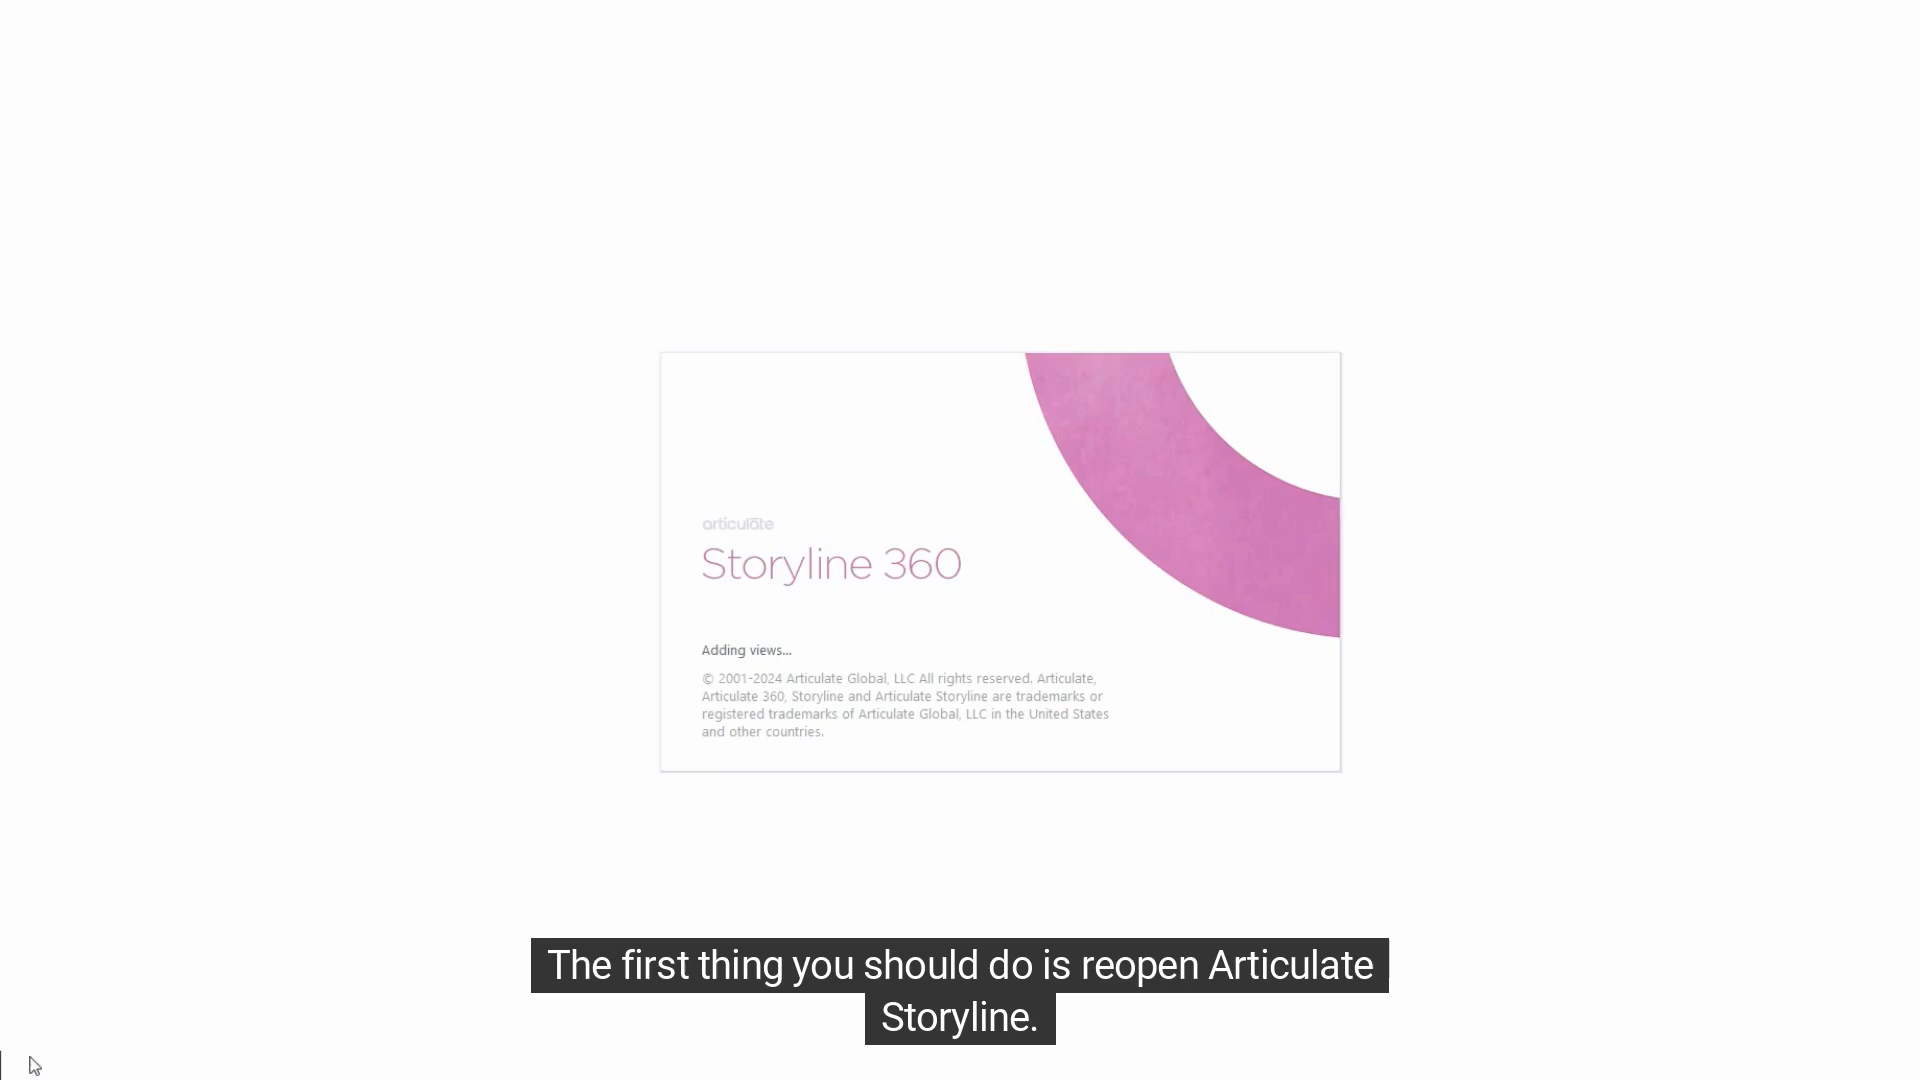 articulate
Storyline 360
Adding views...
© 2001-2024 Articulate Global, LLC All rights reserved. Articulate,
Articulate 360, Storyline and Articulate Storyline are trademarks or
registered trademarks of Articulate Global, LLC in the United States
and other countries.
The first thing you should do is reopen Articulate
Storyline.